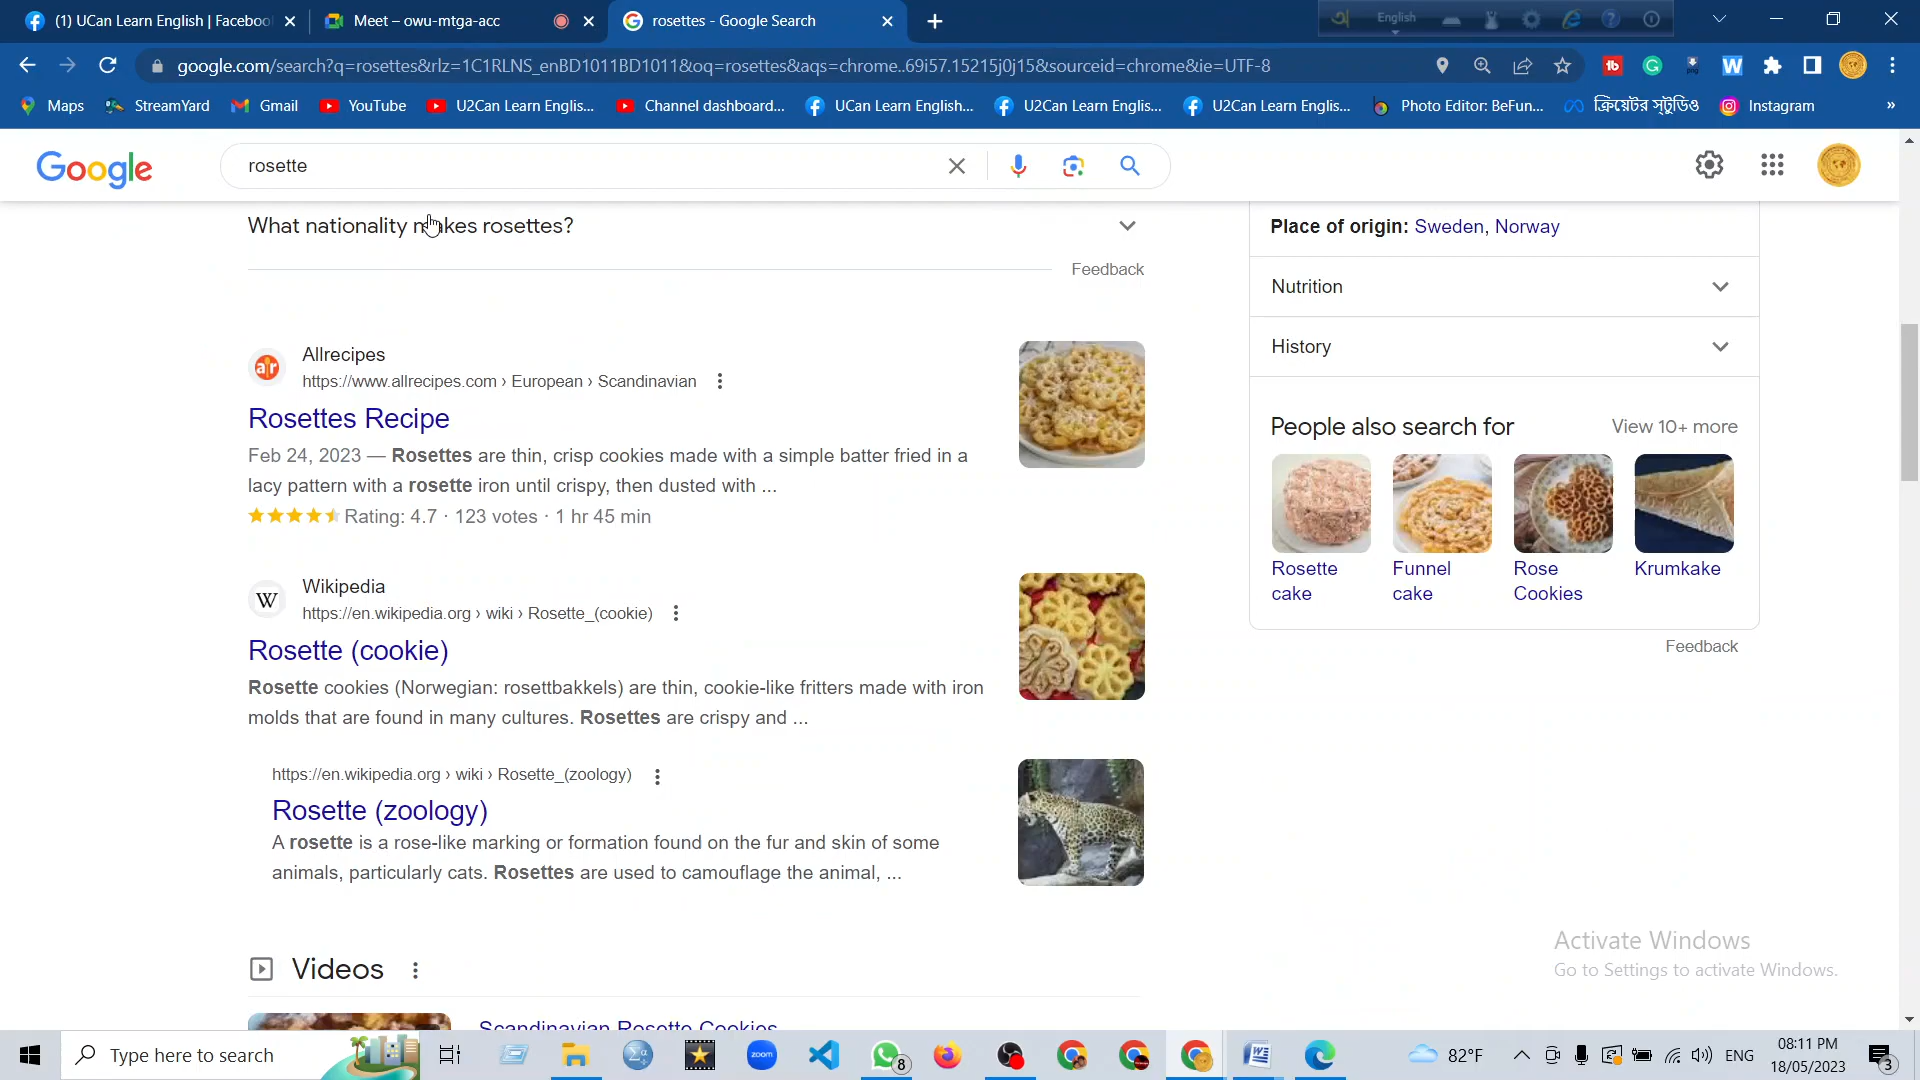 (1) UCan Learn English | Faceboo
Meet – owu-mtga-acc
rosettes - Google Search
English
google.com/search?q=rosettes&rlz=1C1RLNS_enBD1011BD1011&oq=rosettes&aqs=chrome..69i57.15215j0j15&sourceid=chrome&ie=UTF-8
Maps
StreamYard
Gmail
YouTube
U2Can Learn Englis...
Channel dashboard...
UCan Learn English...
U2Can Learn Englis...
U2Can Learn Englis...
Photo Editor: BeFun...
ক্রিয়েটর স্টুডিও
Instagram
»
Google
rosette
What nationality makes rosettes?
Feedback
Allrecipes
https://www.allrecipes.com › European › Scandinavian
Rosettes Recipe
Feb 24, 2023 — Rosettes are thin, crisp cookies made with a simple batter fried in a
lacy pattern with a rosette iron until crispy, then dusted with ...
Rating: 4.7 · 123 votes · 1 hr 45 min
Wikipedia
https://en.wikipedia.org › wiki › Rosette_(cookie)
Rosette (cookie)
Rosette cookies (Norwegian: rosettbakkels) are thin, cookie-like fritters made with iron
molds that are found in many cultures. Rosettes are crispy and ...
https://en.wikipedia.org › wiki › Rosette_(zoology)
Rosette (zoology)
A rosette is a rose-like marking or formation found on the fur and skin of some
animals, particularly cats. Rosettes are used to camouflage the animal, ...
Videos
Scandinavian Rosette Cookies
Place of origin: Sweden, Norway
Nutrition
History
People also search for
View 10+ more
Rosette
cake
Funnel
cake
Rose
Cookies
Krumkake
Feedback
Activate Windows
Go to Settings to activate Windows.
Type here to search
zoom
8
82°F
ENG
08:11 PM
18/05/2023
3